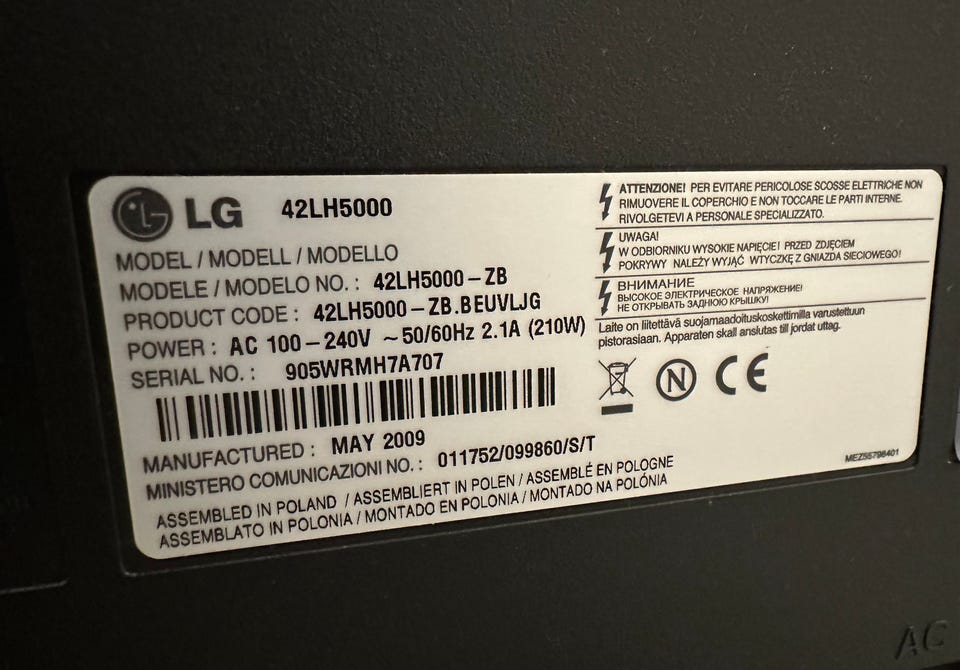 LG 42LH5000
MODEL / MODELL / MODELLO
MODELE / MODELO NO. : 42LH5000-ZB
PRODUCT CODE : 42LH5000-ZB.BEUVLJG
POWER : AC 100-240V ~50/60Hz 2.1A (210W)
SERIAL NO. : 905WRMH7A707
MANUFACTURED : MAY 2009
MINISTERO COMUNICAZIONI NO. : 011752/099860/S/T
ASSEMBLED IN POLAND / ASSEMBLIERT IN POLEN / ASSEMBLÉ EN POLOGNE
ASSEMBLATO IN POLONIA / MONTADO EN POLONIA / MONTADO NA POLÓNIA
ATTENZIONE! PER EVITARE PERICOLOSE SCOSSE ELETTRICHE NON
RIMUOVERE IL COPERCHIO E NON TOCCARE LE PARTI INTERNE.
RIVOLGETEVI A PERSONALE SPECIALIZZATO.
UWAGA!
W ODBIORNIKU WYSOKIE NAPIĘCIE! PRZED ZDJĘCIEM
POKRYWY NALEŻY WYJĄĆ WTYCZKĘ Z GNIAZDA SIECIOWEGO!
ВНИМАНИЕ
ВЫСОКОЕ ЭЛЕКТРИЧЕСКОЕ НАПРЯЖЕНИЕ!
НЕ ОТКРЫВАТЬ ЗАДНЮЮ КРЫШКУ!
Laite on liitettävä suojamaadoituskoskettimilla varustettuun
pistorasiaan. Apparaten skall anslutas till jordat uttag.
N CE
MEZ55798401
AC